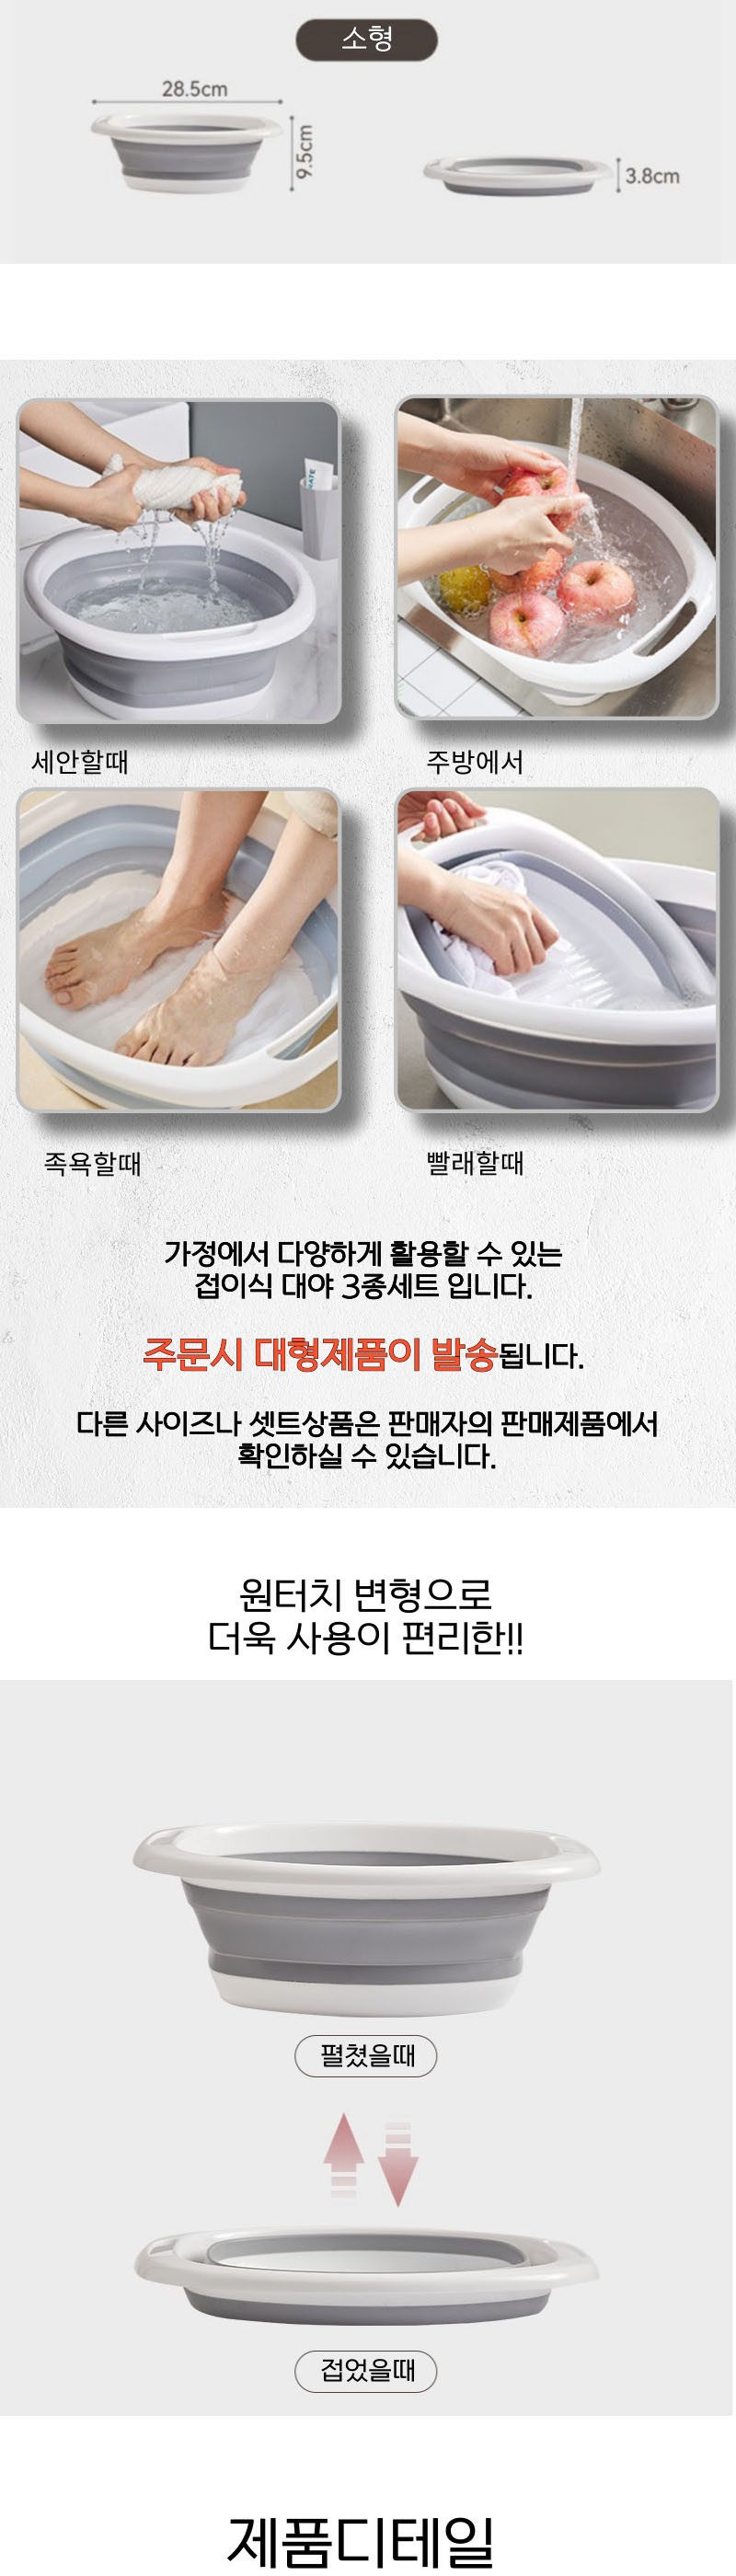 소형
28.5cm
9.5cm
3.8cm
RATE
세안할때
주방에서
족욕할때
빨래할때
가정에서 다양하게 활용할 수 있는
접이식 대야 3종세트 입니다.
주문시 대형제품이 발송됩니다.
다른 사이즈나 셋트상품은 판매자의 판매제품에서
확인하실 수 있습니다.
원터치 변형으로
더욱 사용이 편리한!!
펼쳤을때
접었을때
제품디테일